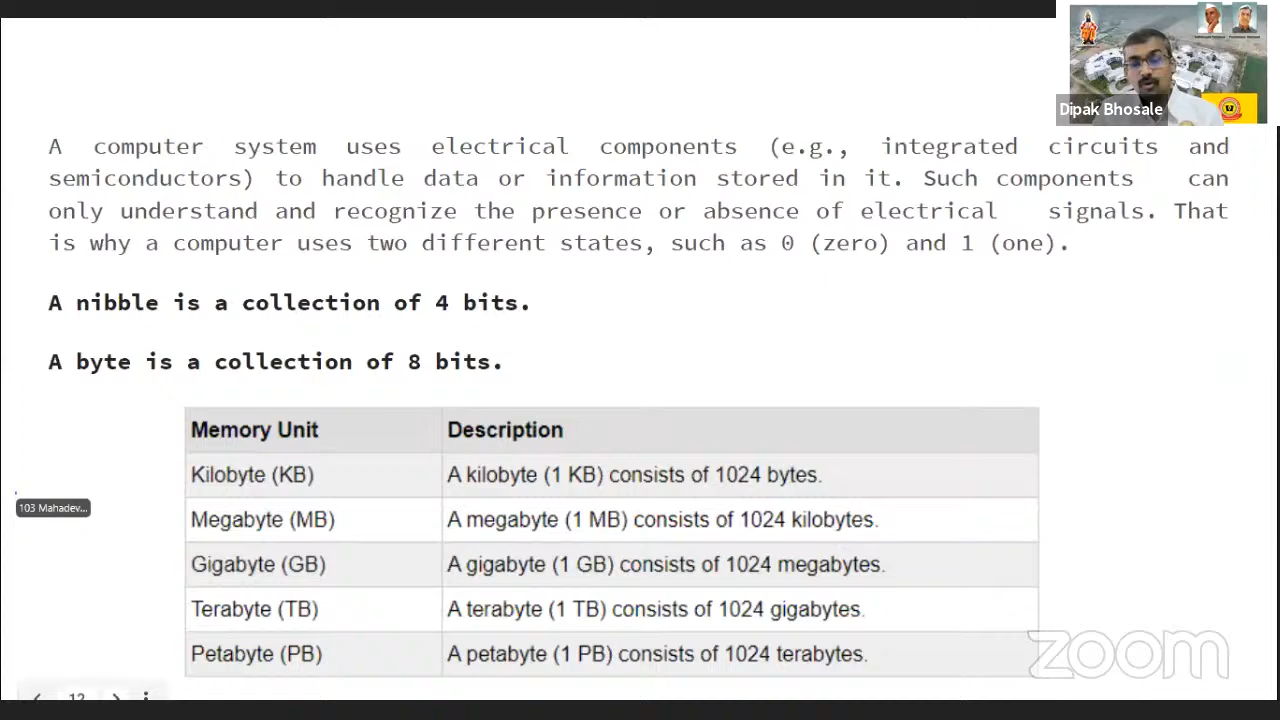 Dipak Bhosale
A computer system uses electrical components (e.g., integrated circuits and
semiconductors) to handle data or information stored in it. Such components can
only understand and recognize the presence or absence of electrical signals. That
is why a computer uses two different states, such as 0 (zero) and 1 (one).
A nibble is a collection of 4 bits.
A byte is a collection of 8 bits.
Memory Unit Description
Kilobyte (KB) A kilobyte (1 KB) consists of 1024 bytes.
103 Mahadev...
Megabyte (MB) A megabyte (1 MB) consists of 1024 kilobytes.
Gigabyte (GB) A gigabyte (1 GB) consists of 1024 megabytes.
Terabyte (TB) A terabyte (1 TB) consists of 1024 gigabytes.
Petabyte (PB) A petabyte (1 PB) consists of 1024 terabytes.
zoom
12